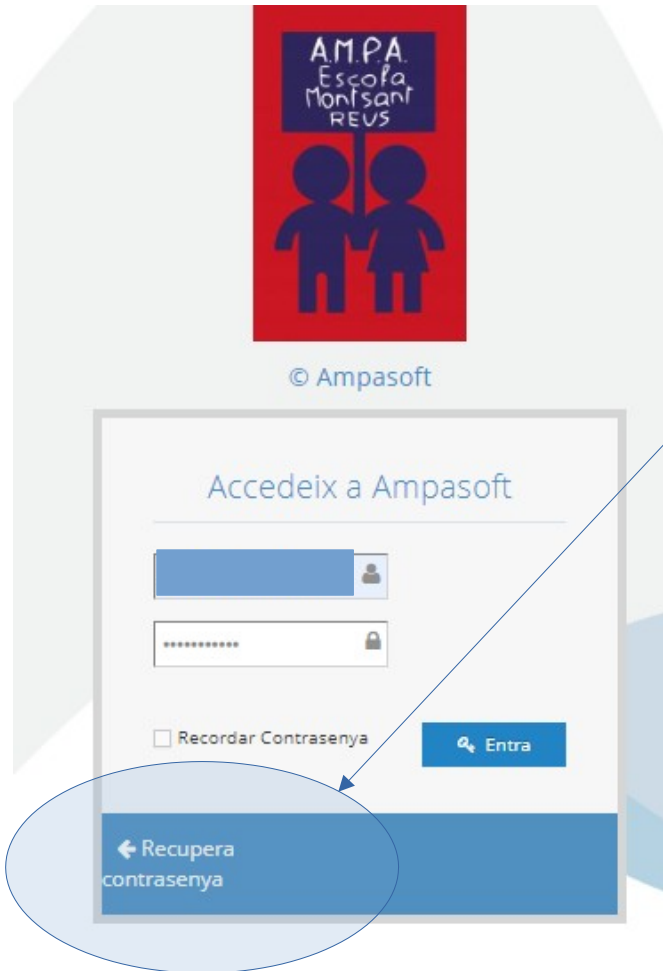 A.M.P.A.
Escola
Montsant
REUS
© Ampasoft
Accedeix a Ampasoft
Recordar Contrasenya
Entra
Recupera
contrasenya